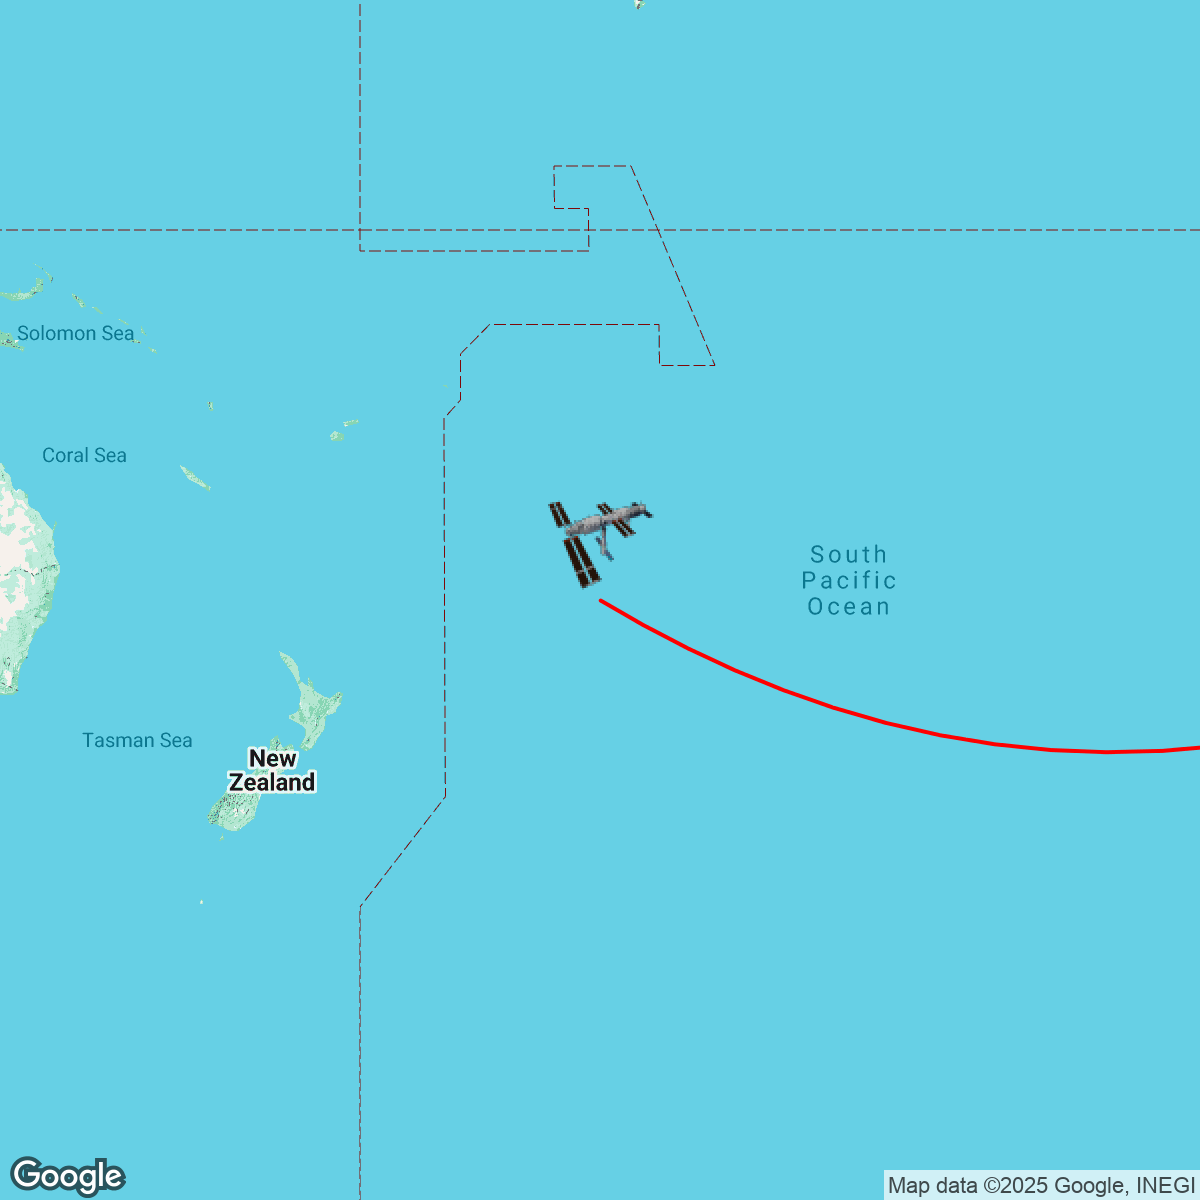 Solomon Sea
Coral Sea
South
Pacific
Ocean
Tasman Sea
New
Zealand
Google
Map data ©2025 Google, INEGI